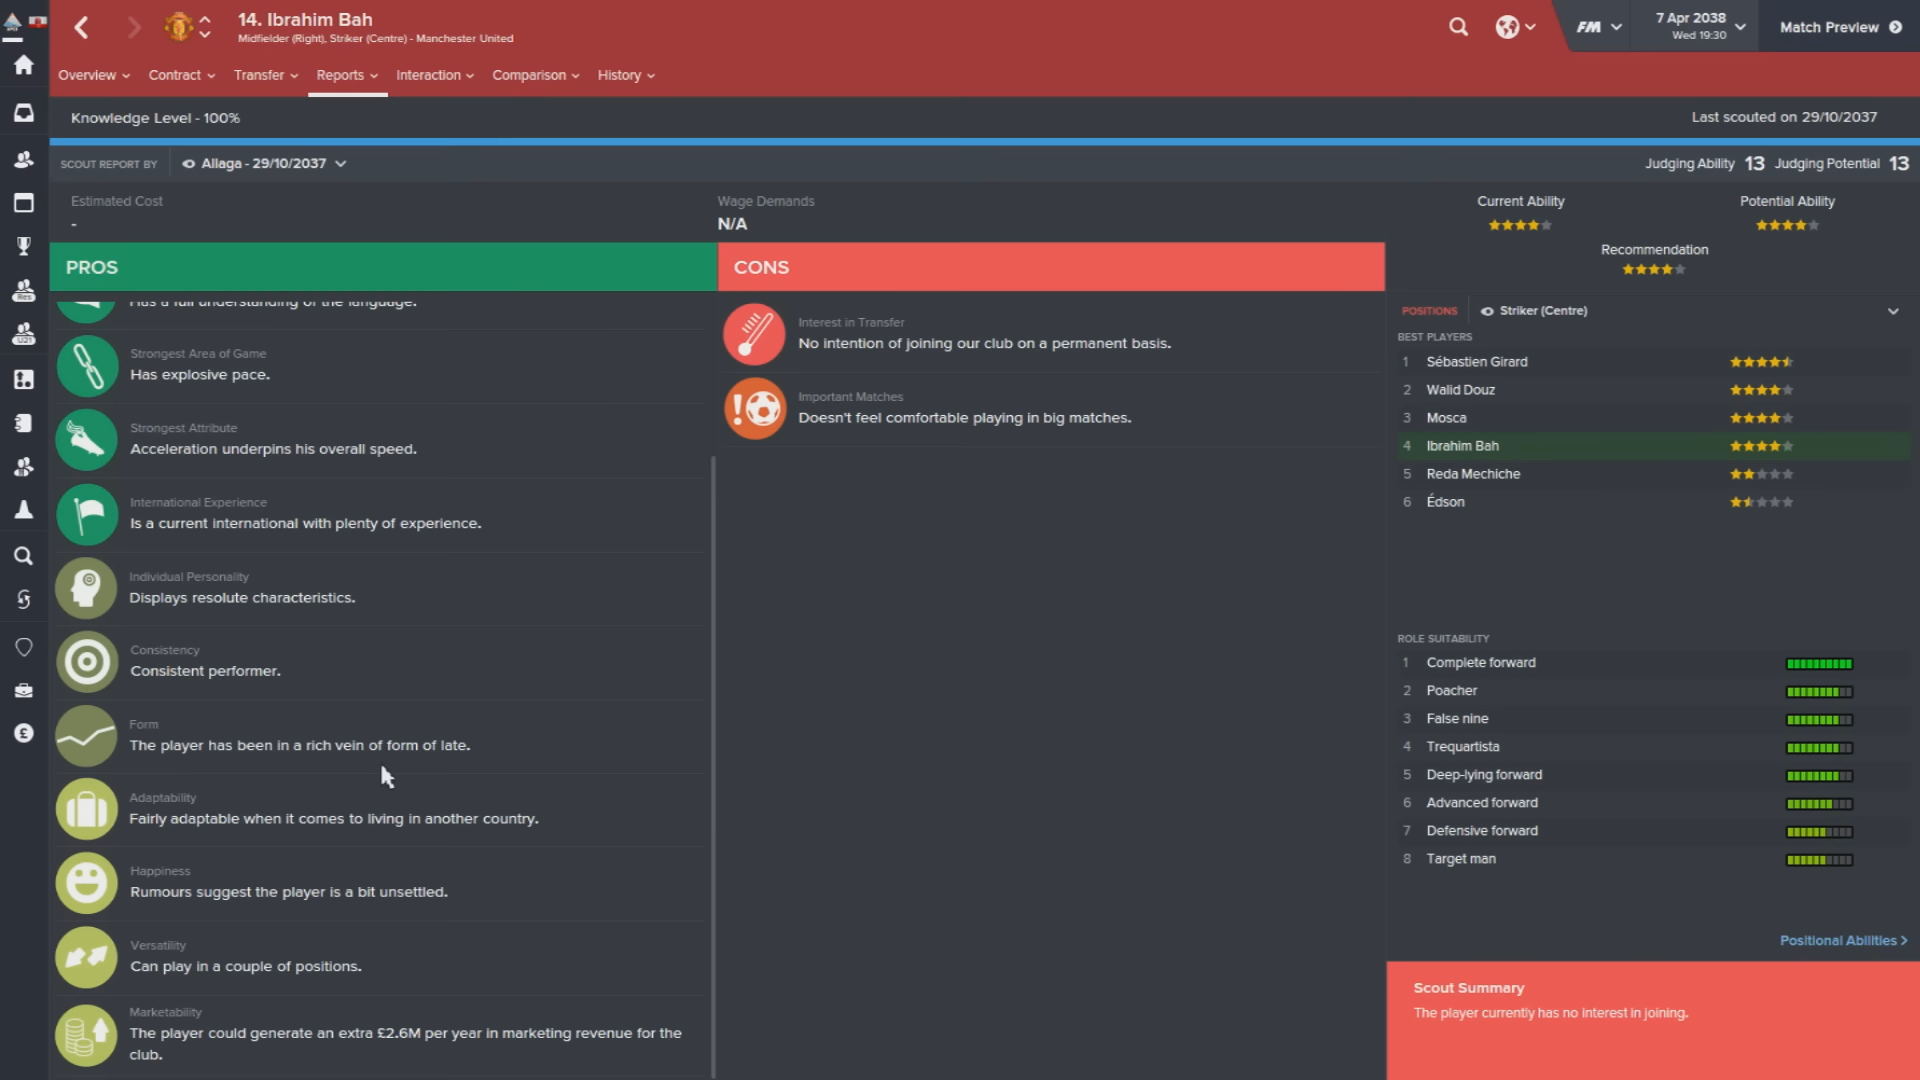 14. Ibrahim Bah
Midfielder (Right), Striker (Centre) - Manchester United
FM
7 Apr 2038
Wed 19:30
Match Preview
Overview
Contract
Transfer
Reports
Interaction
Comparison
History
Knowledge Level - 100%
Last scouted on 29/10/2037
SCOUT REPORT BY
Allaga - 29/10/2037
Judging Ability 13 Judging Potential 13
Estimated Cost
-
Wage Demands
N/A
Current Ability
Potential Ability
Recommendation
PROS
CONS
Has a full understanding of the language.
Strongest Area of Game
Has explosive pace.
Strongest Attribute
Acceleration underpins his overall speed.
International Experience
Is a current international with plenty of experience.
Individual Personality
Displays resolute characteristics.
Consistency
Consistent performer.
Form
The player has been in a rich vein of form of late.
Adaptability
Fairly adaptable when it comes to living in another country.
Happiness
Rumours suggest the player is a bit unsettled.
Versatility
Can play in a couple of positions.
Marketability
The player could generate an extra £2.6M per year in marketing revenue for the
club.
Interest in Transfer
No intention of joining our club on a permanent basis.
Important Matches
Doesn't feel comfortable playing in big matches.
POSITIONS
Striker (Centre)
BEST PLAYERS
1 Sébastien Girard
2 Walid Douz
3 Mosca
4 Ibrahim Bah
5 Reda Mechiche
6 Édson
ROLE SUITABILITY
1 Complete forward
2 Poacher
3 False nine
4 Trequartista
5 Deep-lying forward
6 Advanced forward
7 Defensive forward
8 Target man
Positional Abilities >
Scout Summary
The player currently has no interest in joining.
Res
U21